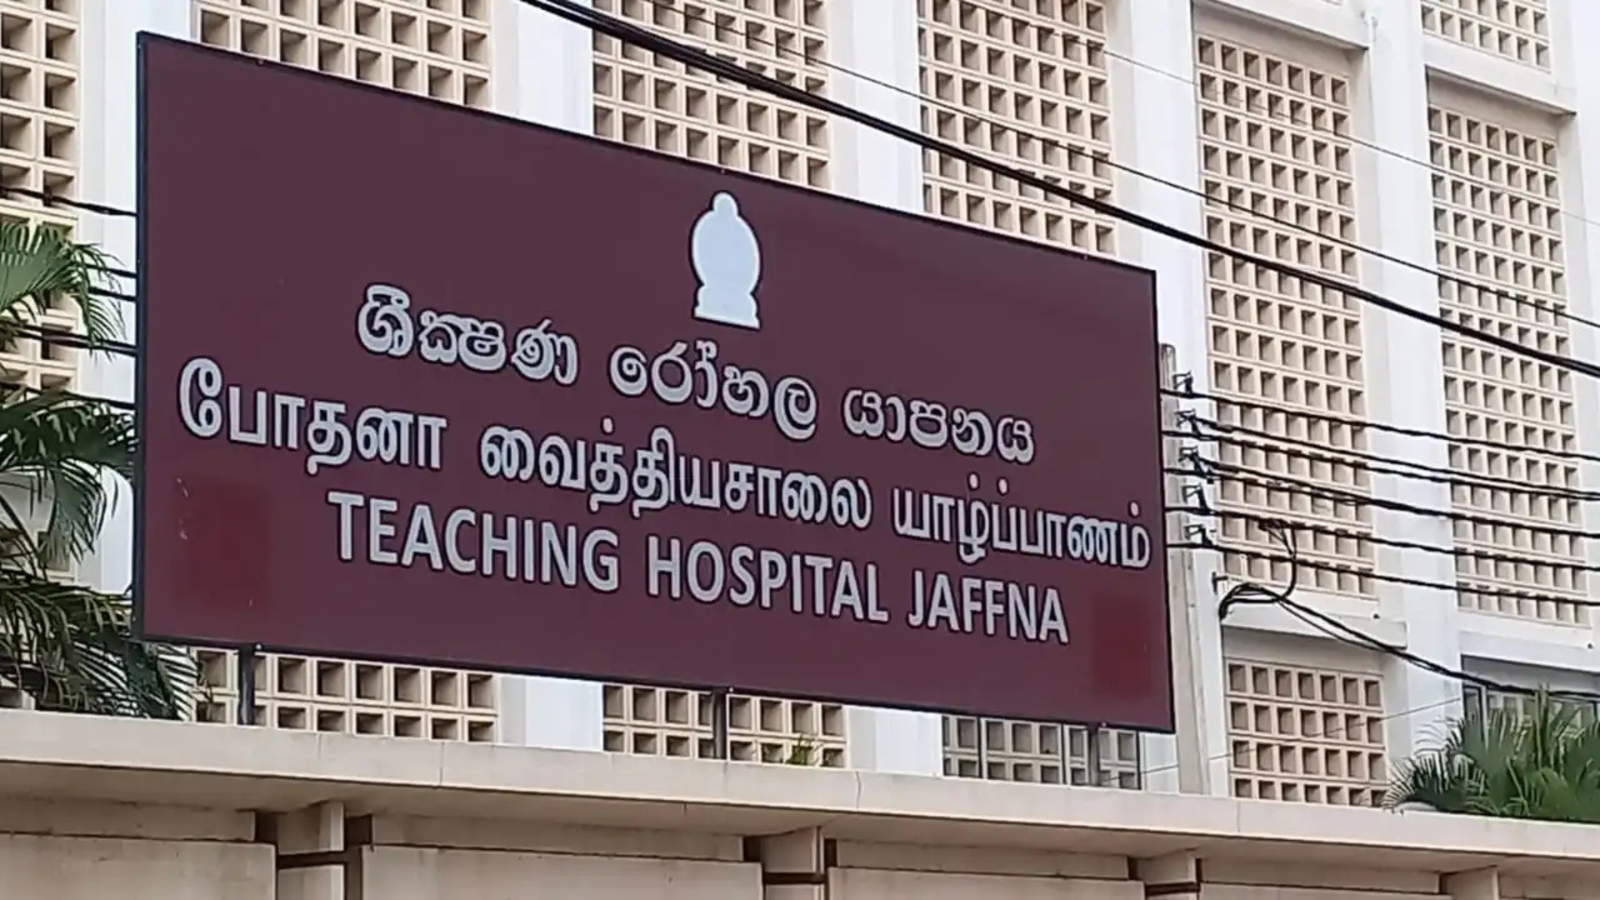 ශීක්‍ෂණ රෝහල යාපනය
போதனா வைத்தியசாலை யாழ்ப்பாணம்
TEACHING HOSPITAL JAFFNA